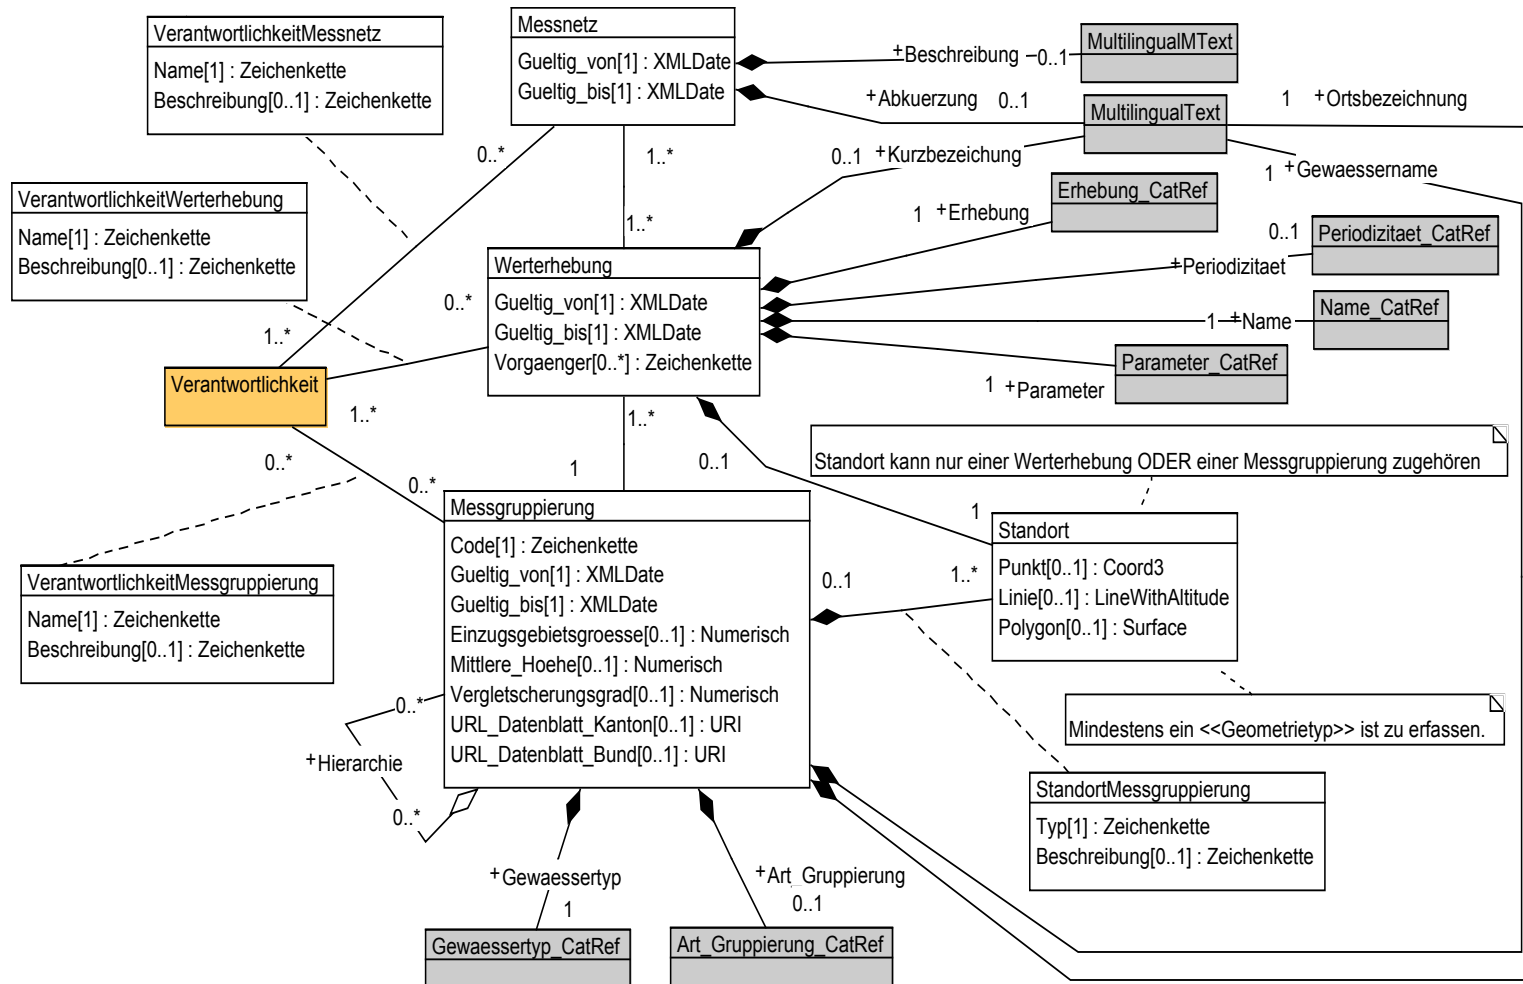 VerantwortlichkeitMessnetz
Name[1] : Zeichenkette
Beschreibung[0..1] : Zeichenkette
Messnetz
Gueltig_von[1] : XMLDate
Gueltig_bis[1] : XMLDate
+Beschreibung
0..1
MultilingualMText
+Abkuerzung
0..1
MultilingualText
1
+Ortsbezeichnung
0..*
1..*
0..1
+Kurzbezeichung
1
+Gewaessername
VerantwortlichkeitWerterhebung
Name[1] : Zeichenkette
Beschreibung[0..1] : Zeichenkette
1..*
1
+Erhebung
Erhebung_CatRef
0..1
Periodizitaet_CatRef
+Periodizitaet
Werterhebung
Gueltig_von[1] : XMLDate
Gueltig_bis[1] : XMLDate
Vorgaenger[0..*] : Zeichenkette
0..*
1..*
1
+Name
Name_CatRef
Verantwortlichkeit
Parameter_CatRef
1
+Parameter
1..*
1..*
0..1
Standort kann nur einer Werterhebung ODER einer Messgruppierung zugehören
0..*
0..*
1
Messgruppierung
Code[1] : Zeichenkette
Gueltig_von[1] : XMLDate
Gueltig_bis[1] : XMLDate
Einzugsgebietsgroesse[0..1] : Numerisch
Mittlere_Hoehe[0..1] : Numerisch
Vergletscherungsgrad[0..1] : Numerisch
URL_Datenblatt_Kanton[0..1] : URI
URL_Datenblatt_Bund[0..1] : URI
1
Standort
Punkt[0..1] : Coord3
Linie[0..1] : LineWithAltitude
Polygon[0..1] : Surface
0..1
1..*
VerantwortlichkeitMessgruppierung
Name[1] : Zeichenkette
Beschreibung[0..1] : Zeichenkette
0..*
+Hierarchie
0..*
Mindestens ein <<Geometrietyp>> ist zu erfassen.
StandortMessgruppierung
Typ[1] : Zeichenkette
Beschreibung[0..1] : Zeichenkette
+Gewaessertyp
1
+Art_Gruppierung
0..1
Gewaessertyp_CatRef
Art_Gruppierung_CatRef